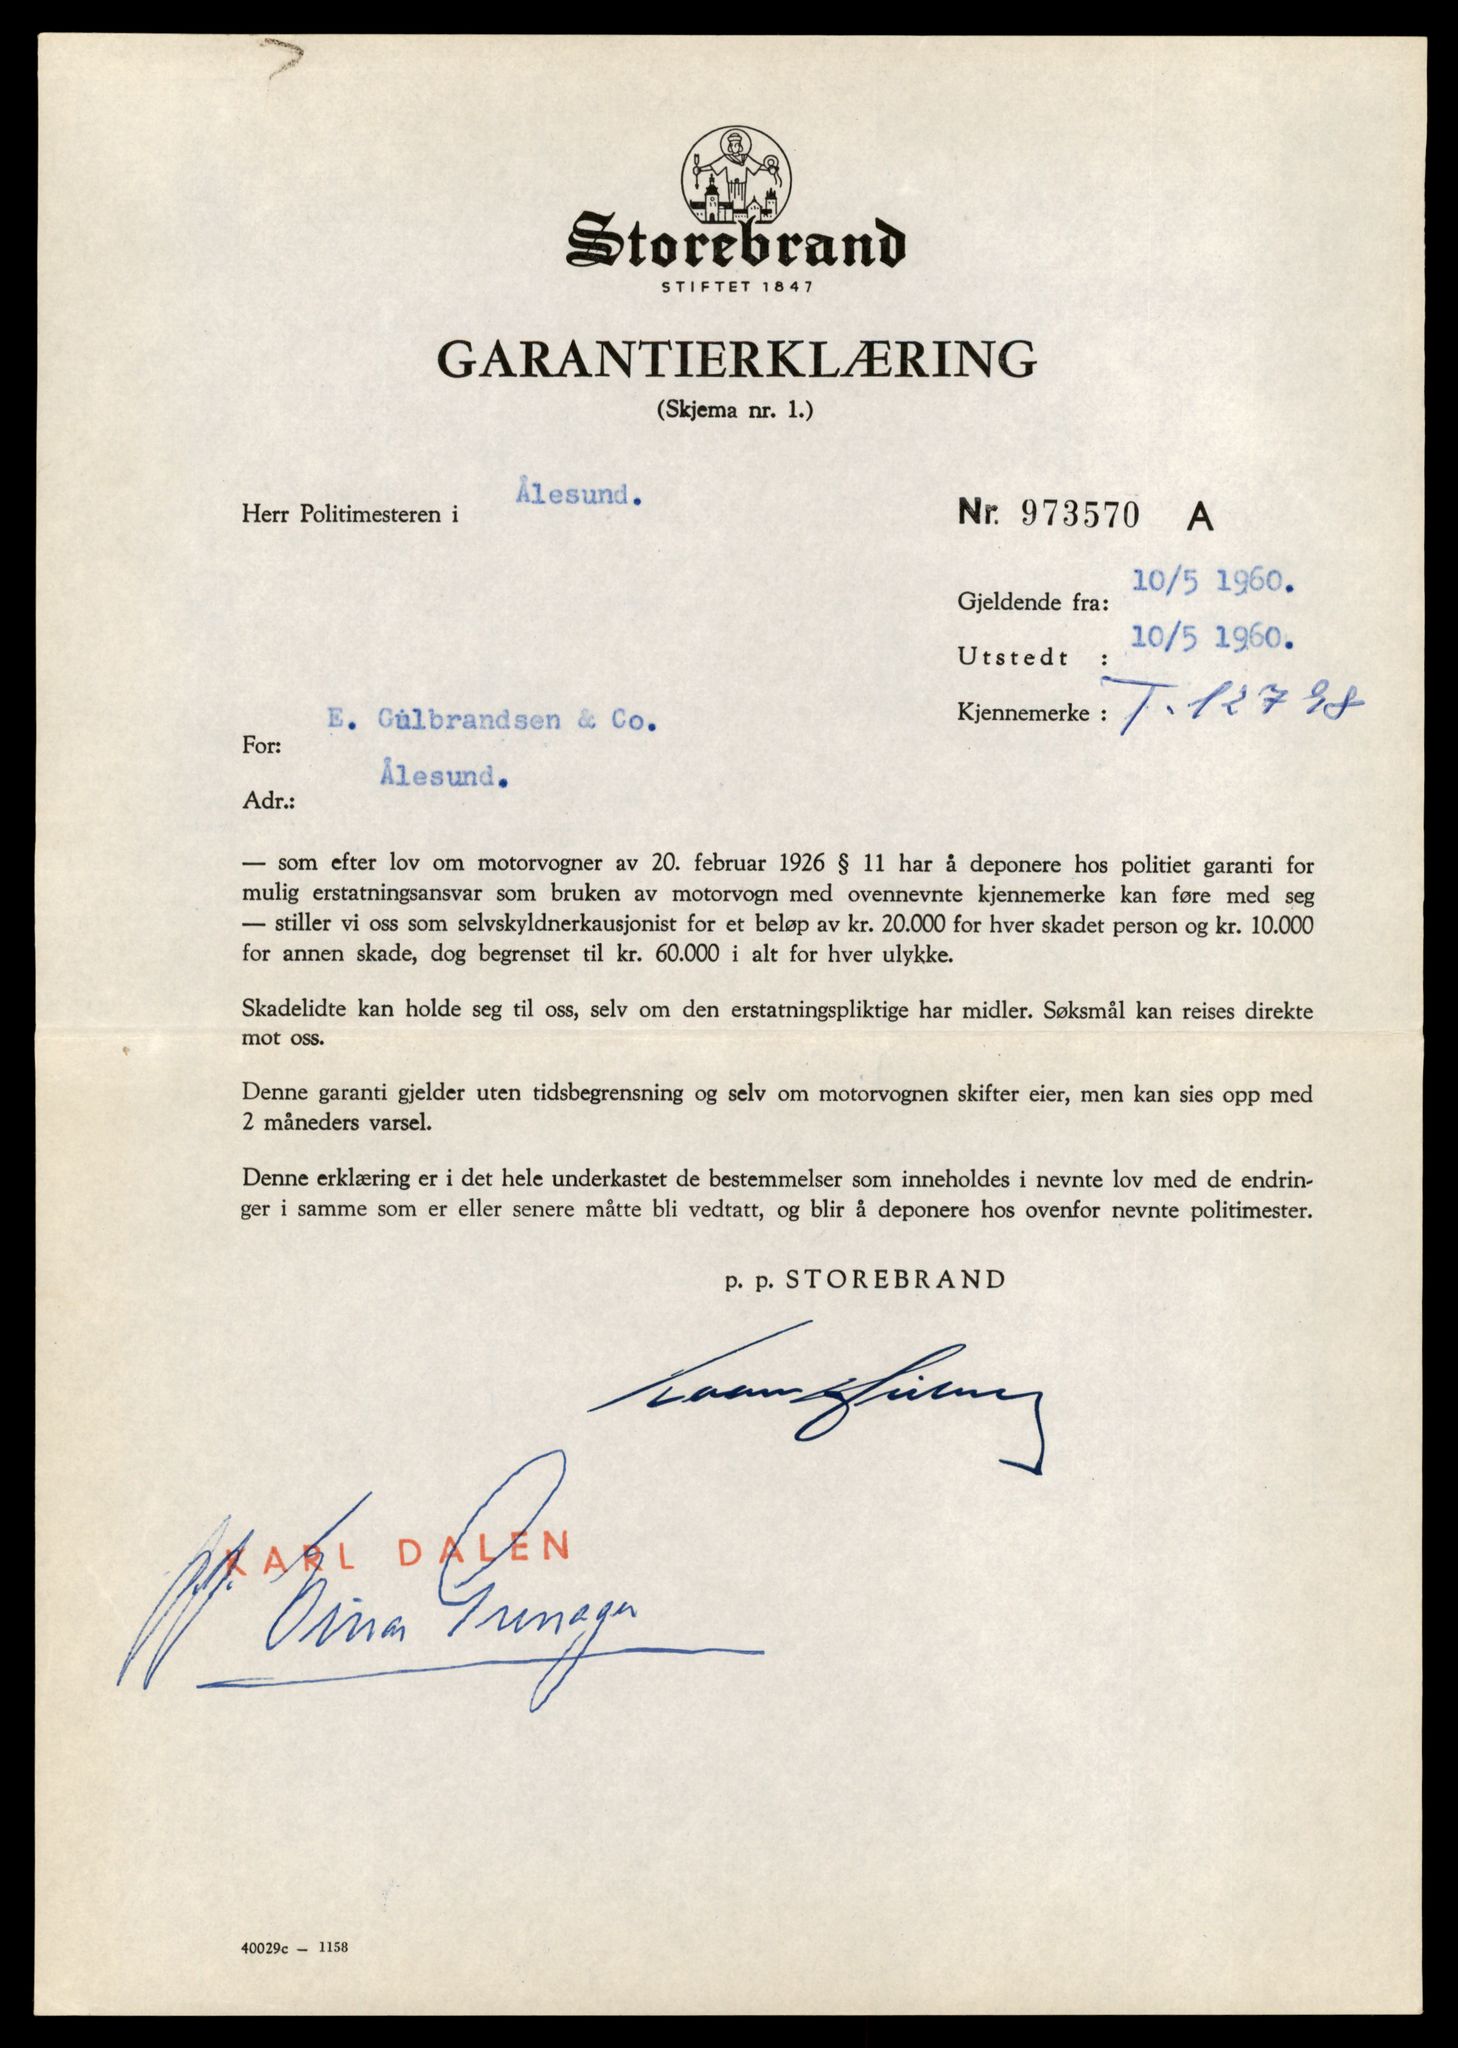 Storebrand
STIFTET 1847
GARANTIERKLÆRING
(Skjema nr. 1.)
Herr Politimesteren i Ålesund.
Nr. 973570 A
Gjeldende fra: 10/5 1960.
Utstedt : 10/5 1960.
Kjennemerke : T. 12798
For: E. Gulbrandsen & Co.
Adr.: Ålesund.
— som efter lov om motorvogner av 20. februar 1926 § 11 har å deponere hos politiet garanti for
mulig erstatningsansvar som bruken av motorvogn med ovennevnte kjennemerke kan føre med seg
— stiller vi oss som selvskyldnerkausjonist for et beløp av kr. 20.000 for hver skadet person og kr. 10.000
for annen skade, dog begrenset til kr. 60.000 i alt for hver ulykke.
Skadelidte kan holde seg til oss, selv om den erstatningspliktige har midler. Søksmål kan reises direkte
mot oss.
Denne garanti gjelder uten tidsbegrensning og selv om motorvognen skifter eier, men kan sies opp med
2 måneders varsel.
Denne erklæring er i det hele underkastet de bestemmelser som inneholdes i nevnte lov med de endrin-
ger i samme som er eller senere måtte bli vedtatt, og blir å deponere hos ovenfor nevnte politimester.
p. p. STOREBRAND
KARL DALEN
40029c — 1158